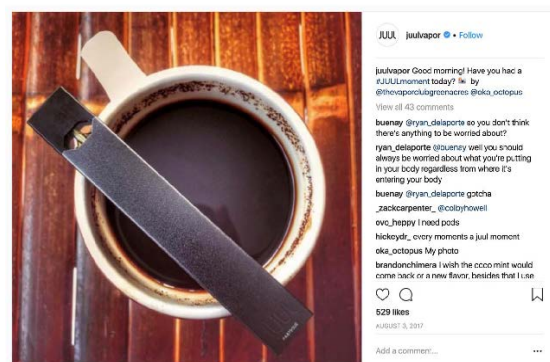 JUUL
juulvapor • Follow
juulvapor Good morning! Have you had a
#JUULmoment today? by
@thevaporclubgreenacres @oka_octopus
View all 43 comments
buenay @ryan_delaporte so you don't think
there's anything to be worried about?
ryan_delaporte @buenay well you should
always be worried about what you're putting
in your body regardless from where it's
entering your body
buenay @ryan_delaporte gotcha
_zackcarpenter_ @colbyhowell
I need pods
hickeydr_ every moments a juul moment
oka_octopus My photo
brandonchimera I wish the coco mint would
come back or a new flavor, besides that I use
529 likes
AUGUST 3, 2017
Add a comment...